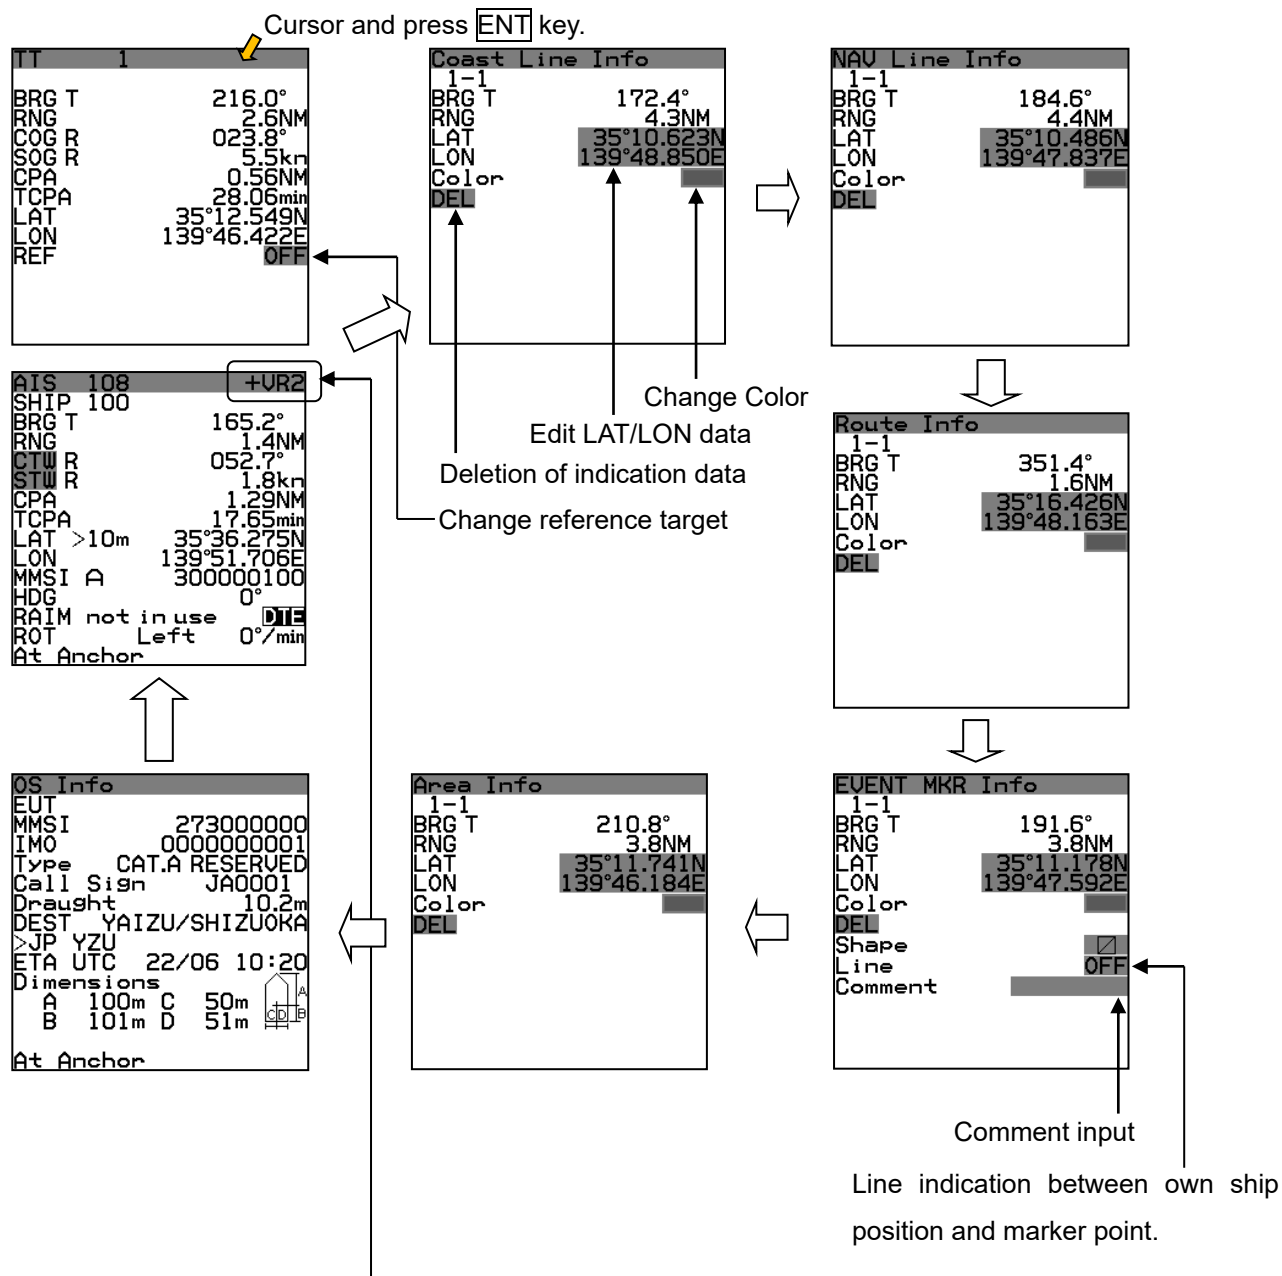 Cursor and press ENT key.
TT 1
BRG T 216.0°
RNG 2.6NM
COG R 023.8°
SOG R 5.5kn
CPA 0.56NM
TCPA 28.06min
LAT 35°12.549N
LON 139°46.422E
REF OFF
Coast Line Info
1-1
BRG T 172.4°
RNG 4.3NM
LAT 35°10.623N
LON 139°48.850E
Color
DEL
NAV Line Info
1-1
BRG T 184.6°
RNG 4.4NM
LAT 35°10.486N
LON 139°47.837E
Color
DEL
Change Color
Edit LAT/LON data
Deletion of indication data
Change reference target
AIS 108 +VR2
SHIP 100
BRG T 165.2°
RNG 1.4NM
CTW R 052.7°
STW R 1.8kn
CPA 1.29NM
TCPA 17.65min
LAT >10m 35°36.275N
LON 139°51.706E
MMSI A 300000100
HDG 0°
RAIM not in use DTE
ROT Left 0°/min
At Anchor
Route Info
1-1
BRG T 351.4°
RNG 1.6NM
LAT 35°16.426N
LON 139°48.163E
Color
DEL
OS Info
EUT
MMSI 273000000
IMO 0000000001
Type CAT.A RESERVED
Call Sign JA0001
Draught 10.2m
DEST YAIZU/SHIZUOKA
>JP YZU
ETA UTC 22/06 10:20
Dimensions
A 100m C 50m
B 101m D 51m
A
B
C D
At Anchor
Area Info
1-1
BRG T 210.8°
RNG 3.8NM
LAT 35°11.741N
LON 139°46.184E
Color
DEL
EVENT MKR Info
1-1
BRG T 191.6°
RNG 3.8NM
LAT 35°11.178N
LON 139°47.592E
Color
DEL
Shape
Line OFF
Comment
Comment input
Line indication between own ship
position and marker point.